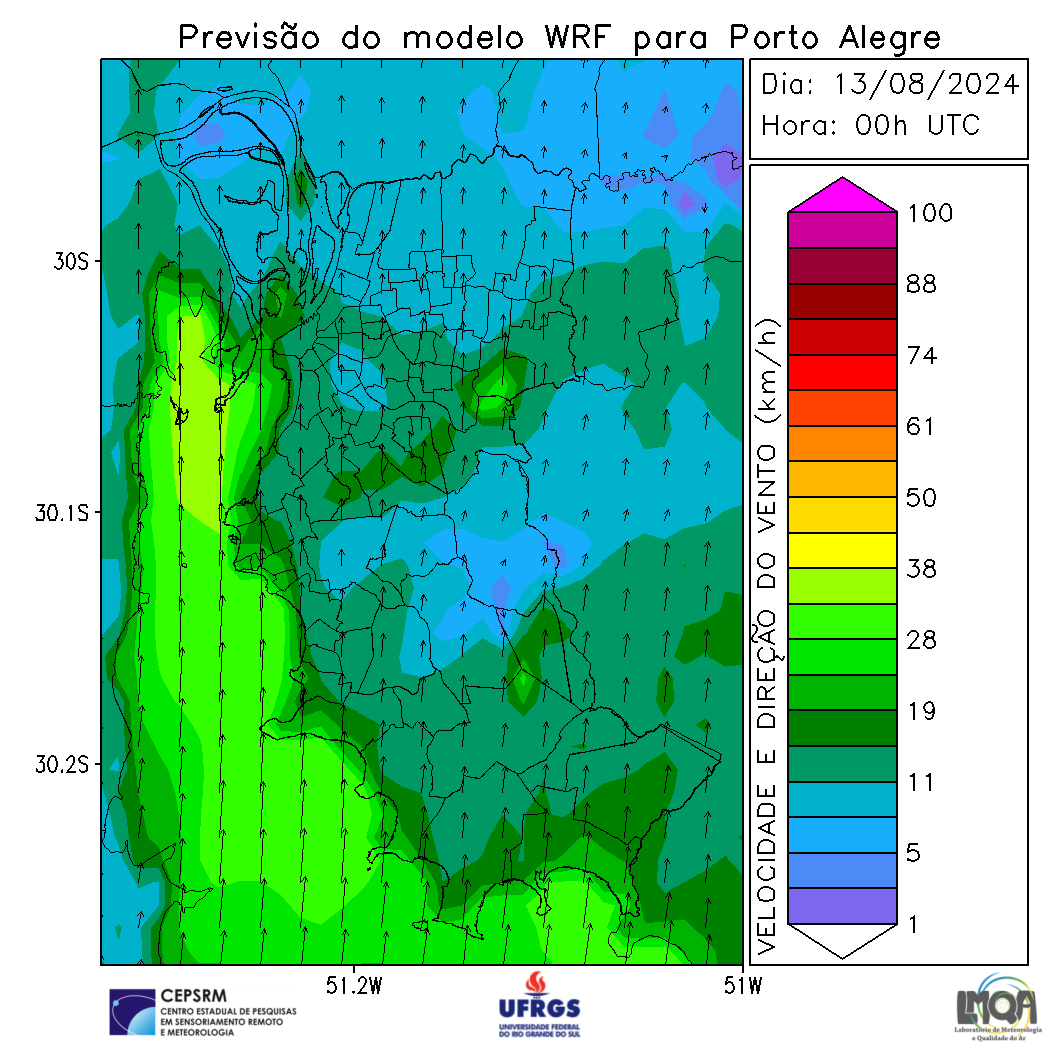 Previsão do modelo WRF para Porto Alegre
Dia: 13/08/2024
Hora: 00h UTC
30S
30.1S
30.2S
51.2W
51W
VELOCIDADE E DIREÇÃO DO VENTO (km/h)
100
88
74
61
50
38
28
19
11
5
1
CEPSRM
CENTRO ESTADUAL DE PESQUISAS
EM SENSORIAMENTO REMOTO
E METEOROLOGIA
UFRGS
UNIVERSIDADE FEDERAL
DO RIO GRANDE DO SUL
LMQA
Laboratório de Meteorologia
e Qualidade do Ar